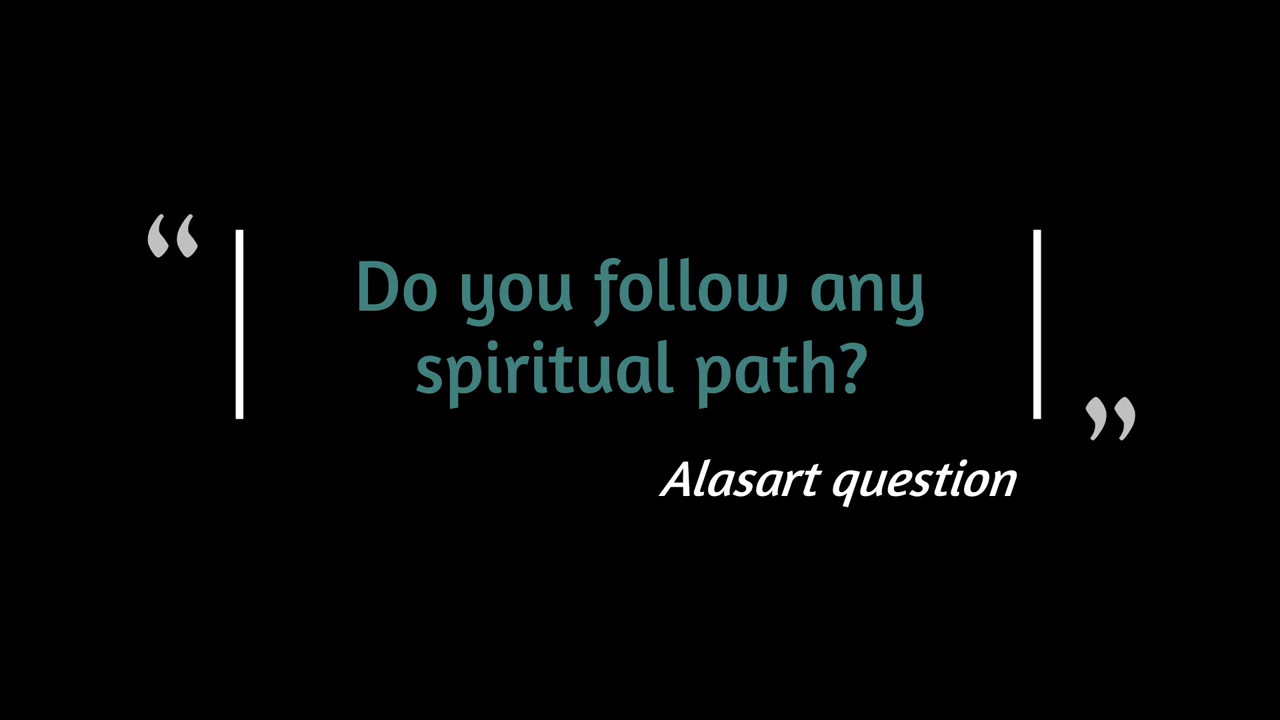 “
Do you follow any
spiritual path?
”
Alasart question